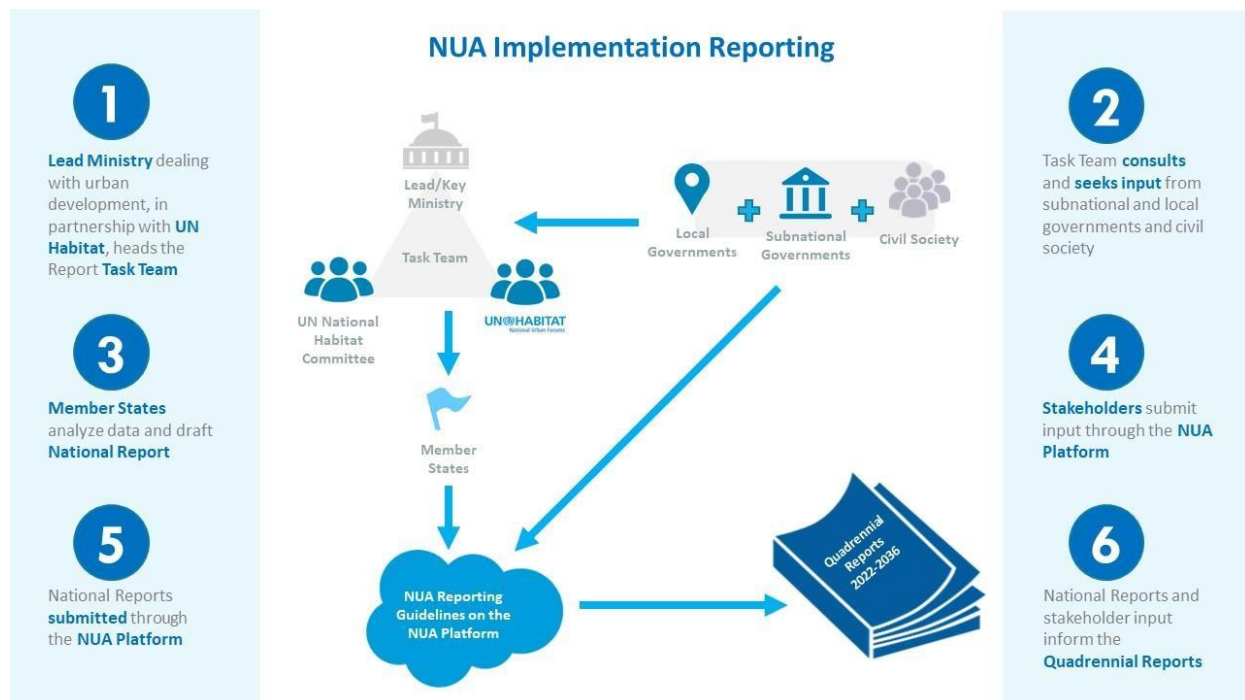 NUA Implementation Reporting
1
Lead Ministry dealing
with urban
development, in
partnership with UN
Habitat, heads the
Report Task Team
2
Task Team consults
and seeks input from
subnational and local
governments and civil
society
3
Member States
analyze data and draft
National Report
4
Stakeholders submit
input through the NUA
Platform
5
National Reports
submitted through
the NUA Platform
6
National Reports and
stakeholder input
inform the
Quadrennial Reports
Lead/Key
Ministry
Task Team
UN National
Habitat
Committee
UN HABITAT
National Urban Forums
Local
Governments
Subnational
Governments
Civil Society
Member
States
NUA Reporting
Guidelines on the
NUA Platform
Quadrennial
Reports
2022-2036